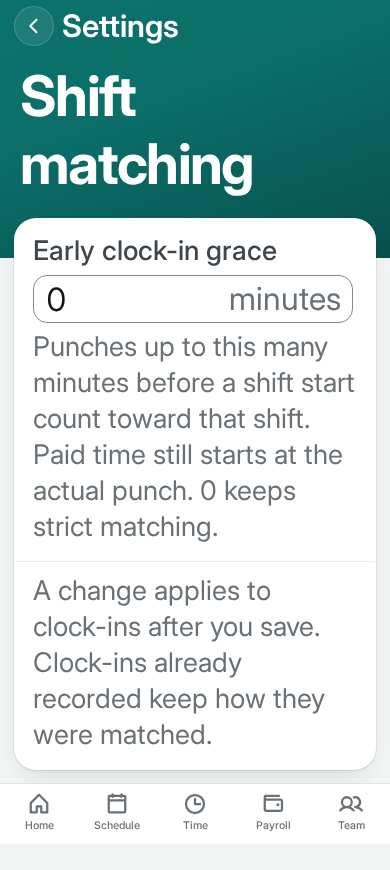 Settings
Shift
matching
Early clock-in grace
0 minutes
Punches up to this many
minutes before a shift start
count toward that shift.
Paid time still starts at the
actual punch. 0 keeps
strict matching.
A change applies to
clock-ins after you save.
Clock-ins already
recorded keep how they
were matched.
Home Schedule Time Payroll Team